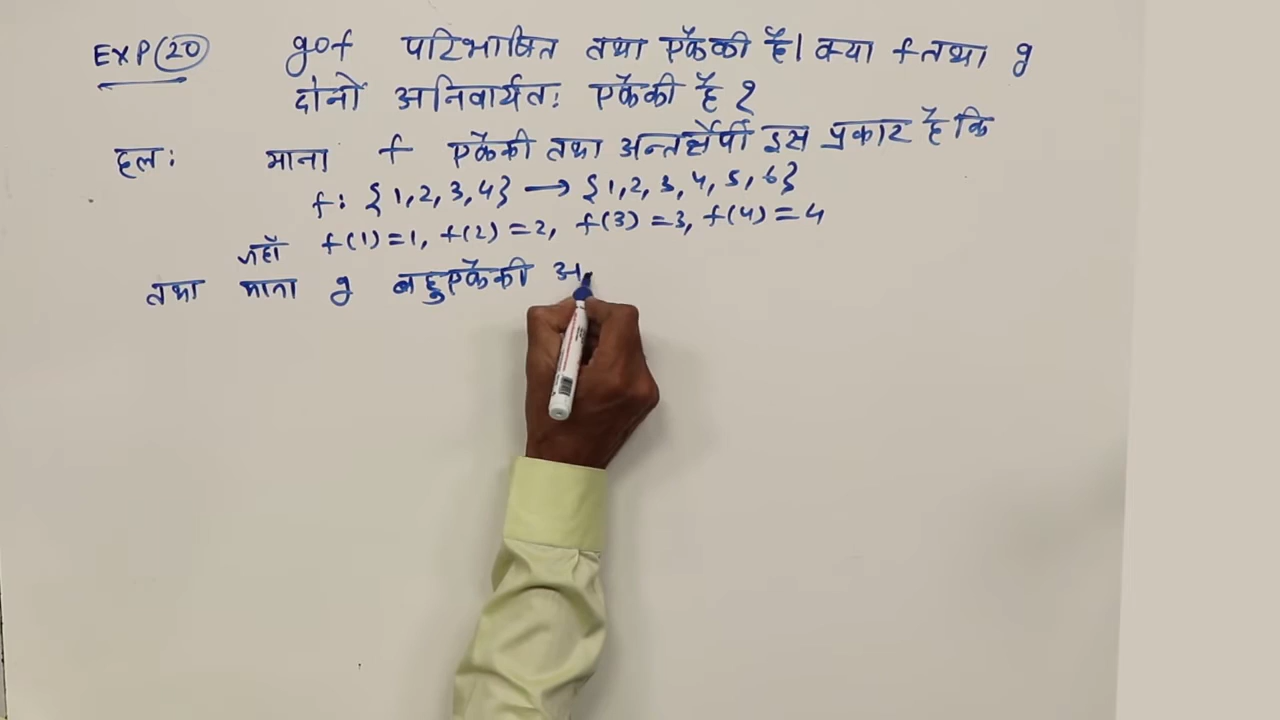 EXP(20) gof परिभाषित तथा एकैकी है। क्या f तथा g
दोनों अनिवार्यतः एकैकी है ?
हलः माना f एकैकी तथा अन्तर्क्षेपी इस प्रकार है कि
f: {1,2,3,4} → {1,2,3,4,5,6}
जहाँ f(1)=1, f(2)=2, f(3)=3, f(4)=4
तथा माना g बहुएकैकी अ